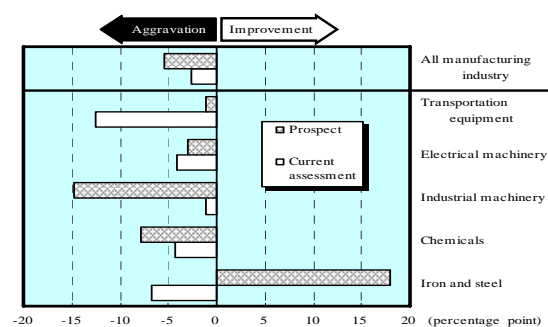 Aggravation Improvement
All manufacturing
industry
Transportation
equipment
Prospect
Current
assessment
Electrical machinery
Industrial machinery
Chemicals
Iron and steel
-20 -15 -10 -5 0 5 10 15 20 (percentage point)